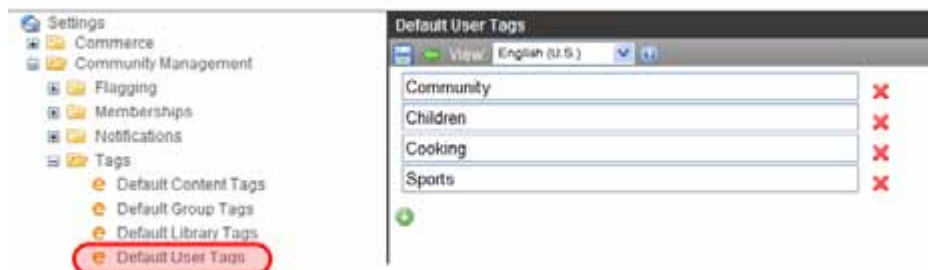 Settings
Commerce
Community Management
Flagging
Memberships
Notifications
Tags
Default Content Tags
Default Group Tags
Default Library Tags
Default User Tags
Default User Tags
View: English (U.S.)
Community
Children
Cooking
Sports